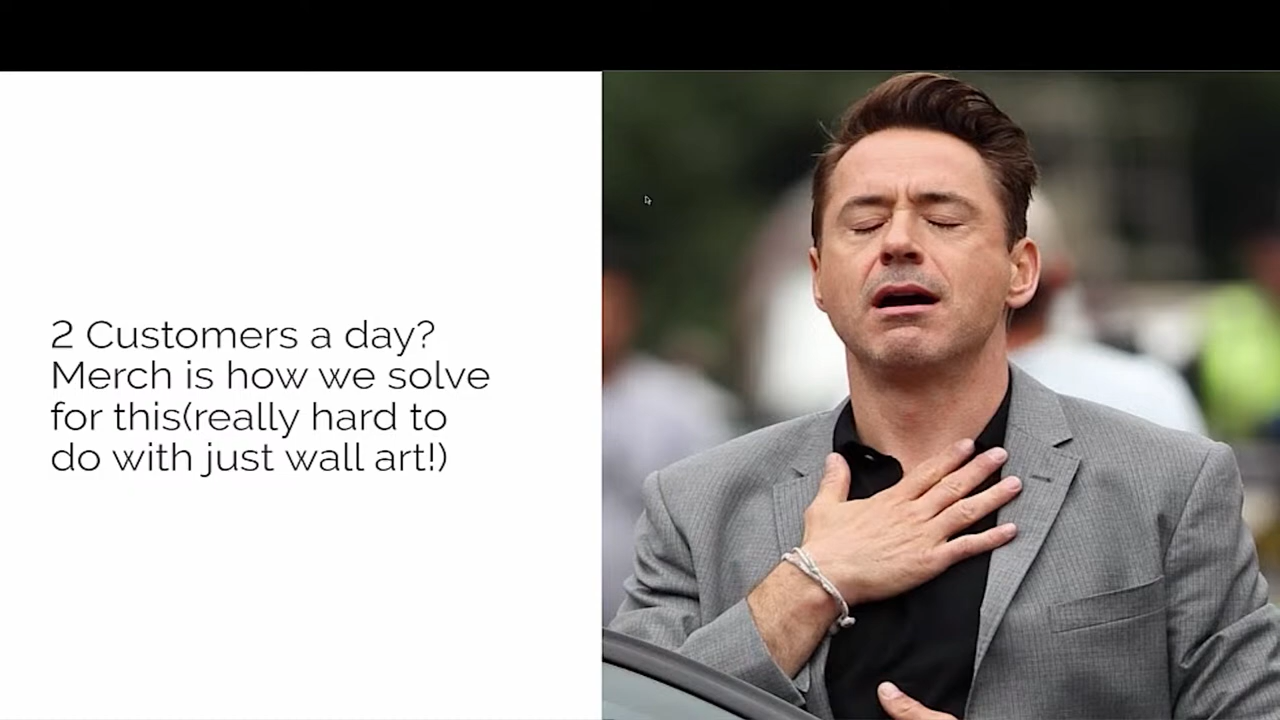 2 Customers a day?
Merch is how we solve
for this(really hard to
do with just wall art!)